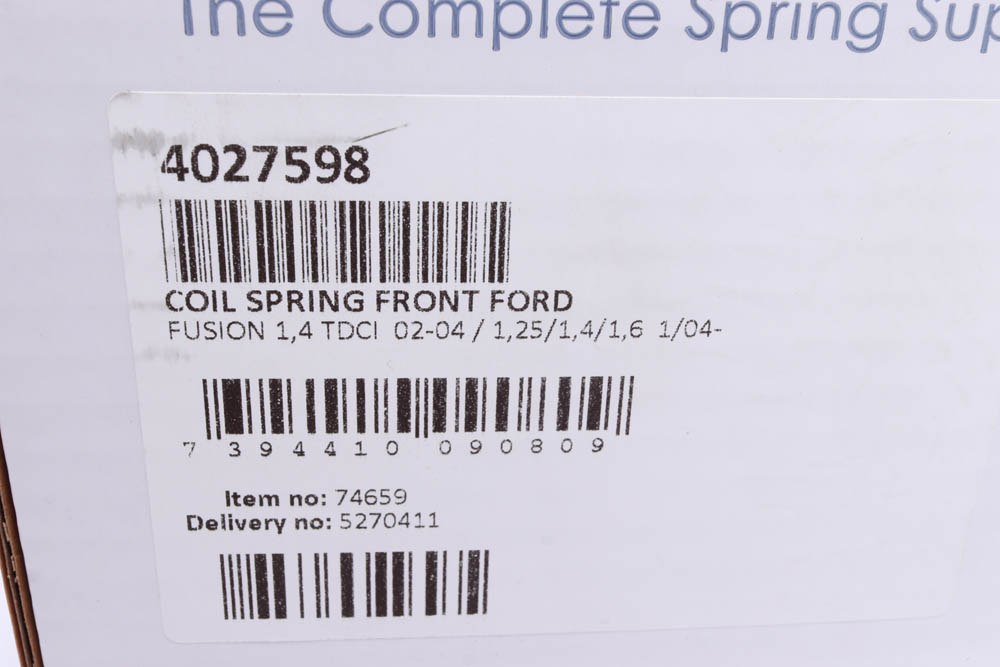 The Complete Spring Sup
4027598
COIL SPRING FRONT FORD
FUSION 1,4 TDCI 02-04 / 1,25/1,4/1,6 1/04-
7 394410 090809
Item no: 74659
Delivery no: 5270411